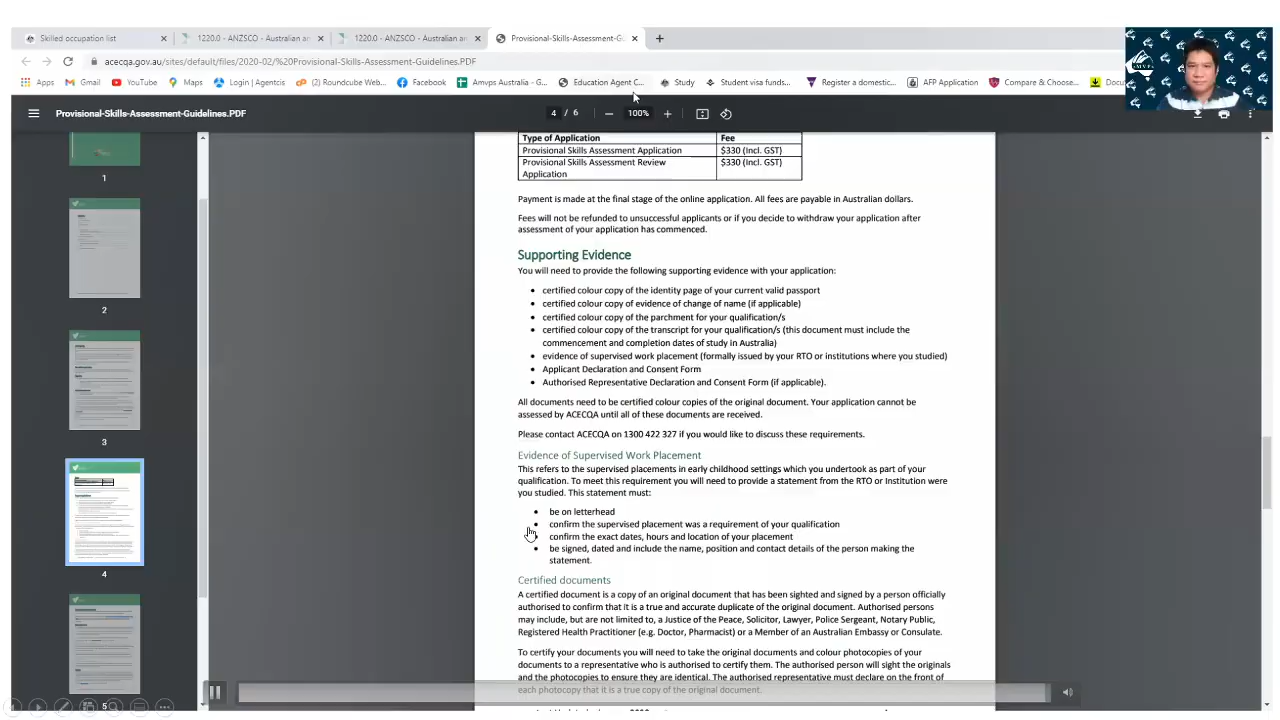 Skilled occupation list
1220.0 - ANZSCO - Australian an
1220.0 - ANZSCO - Australian an
Provisional-Skills-Assessment-Gu
acecqa.gov.au/sites/default/files/2020-02/%20Provisional-Skills-Assessment-Guidelines.PDF
Apps
Gmail
YouTube
Maps
Login | Agentcis
(2) Roundcube Web...
Facebook
Amvps Australia - G...
Education Agent C...
Study
Student visa funds...
Register a domestic...
AFP Application
Compare & Choose...
Docu
Provisional-Skills-Assessment-Guidelines.PDF
4 / 6
100%
1
2
3
4
5
Type of Application Fee
Provisional Skills Assessment Application $330 (Incl. GST)
Provisional Skills Assessment Review $330 (Incl. GST)
Application
Payment is made at the final stage of the online application. All fees are payable in Australian dollars.
Fees will not be refunded to unsuccessful applicants or if you decide to withdraw your application after
assessment of your application has commenced.
Supporting Evidence
You will need to provide the following supporting evidence with your application:
• certified colour copy of the identity page of your current valid passport
• certified colour copy of evidence of change of name (if applicable)
• certified colour copy of the parchment for your qualification/s
• certified colour copy of the transcript for your qualification/s (this document must include the
commencement and completion dates of study in Australia)
• evidence of supervised work placement (formally issued by your RTO or institutions where you studied)
• Applicant Declaration and Consent Form
• Authorised Representative Declaration and Consent Form (if applicable).
All documents need to be certified colour copies of the original document. Your application cannot be
assessed by ACECQA until all of these documents are received.
Please contact ACECQA on 1300 422 327 if you would like to discuss these requirements.
Evidence of Supervised Work Placement
This refers to the supervised placements in early childhood settings which you undertook as part of your
qualification. To meet this requirement you will need to provide a statement from the RTO or Institution were
you studied. This statement must:
• be on letterhead
• confirm the supervised placement was a requirement of your qualification
• confirm the exact dates, hours and location of your placement
• be signed, dated and include the name, position and contact details of the person making the
statement.
Certified documents
A certified document is a copy of an original document that has been sighted and signed by a person officially
authorised to confirm that it is a true and accurate duplicate of the original document. Authorised persons
may include, but are not limited to, a Justice of the Peace, Solicitor, Lawyer, Police Sergeant, Notary Public,
Registered Health Practitioner (e.g. Doctor, Pharmacist) or a Member of an Australian Embassy or Consulate.
To certify your documents you will need to take the original documents and colour photocopies of your
documents to a representative who is authorised to certify them. The authorised person will sight the originals
and the photocopies to ensure they are identical. The authorised representative must declare on the front of
each photocopy that it is a true copy of the original document.